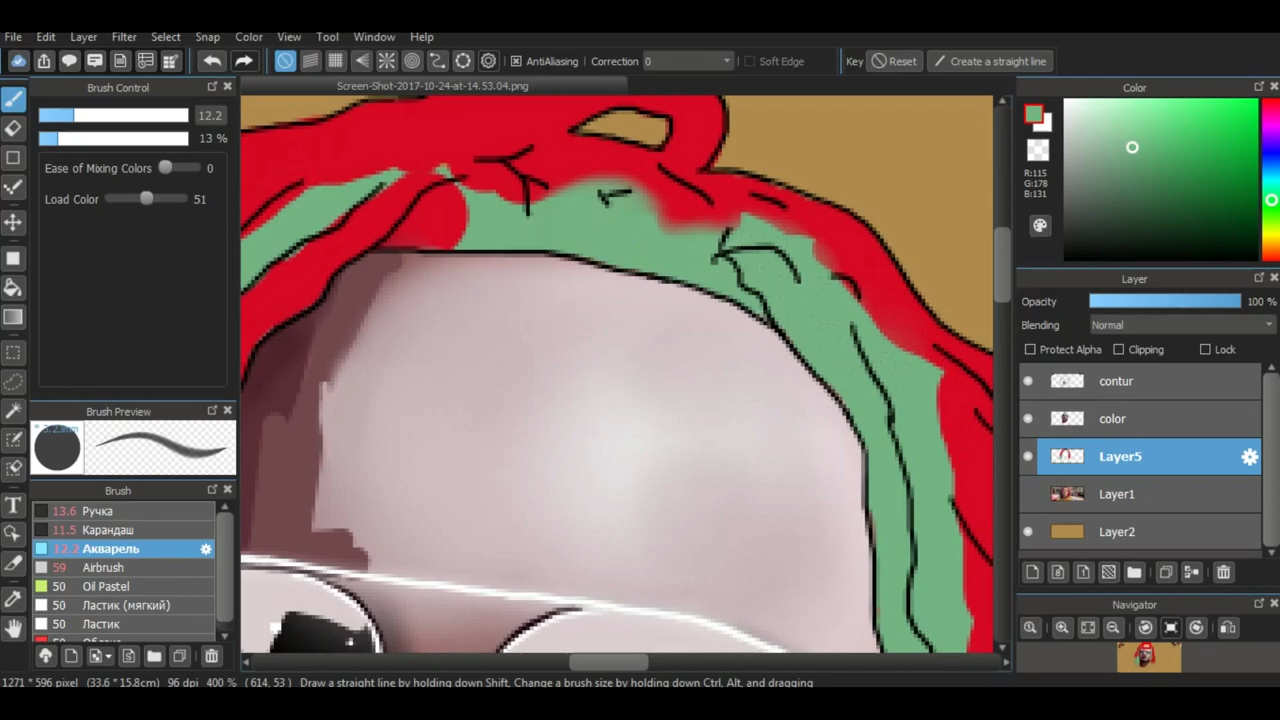 File Edit Layer Filter Select Snap Color View Tool Window Help
AntiAliasing Correction 0 Soft Edge Key Reset Create a straight line
Brush Control
Screen-Shot-2017-10-24-at-14.53.04.png
Color
12.2
13 %
Ease of Mixing Colors 0
Load Color 51
R:115
G:178
B:131
Layer
Opacity 100 %
Blending Normal
Protect Alpha Clipping Lock
contur
color
Layer5
Layer1
Layer2
Brush Preview
Brush
13.6 Ручка
11.5 Карандаш
12.2 Акварель
59 Airbrush
50 Oil Pastel
50 Ластик (мягкий)
50 Ластик
Navigator
1271 * 596 pixel (33.6 * 15.8cm) 96 dpi 400 % ( 614, 53 ) Draw a straight line by holding down Shift, Change a brush size by holding down Ctrl, Alt, and dragging